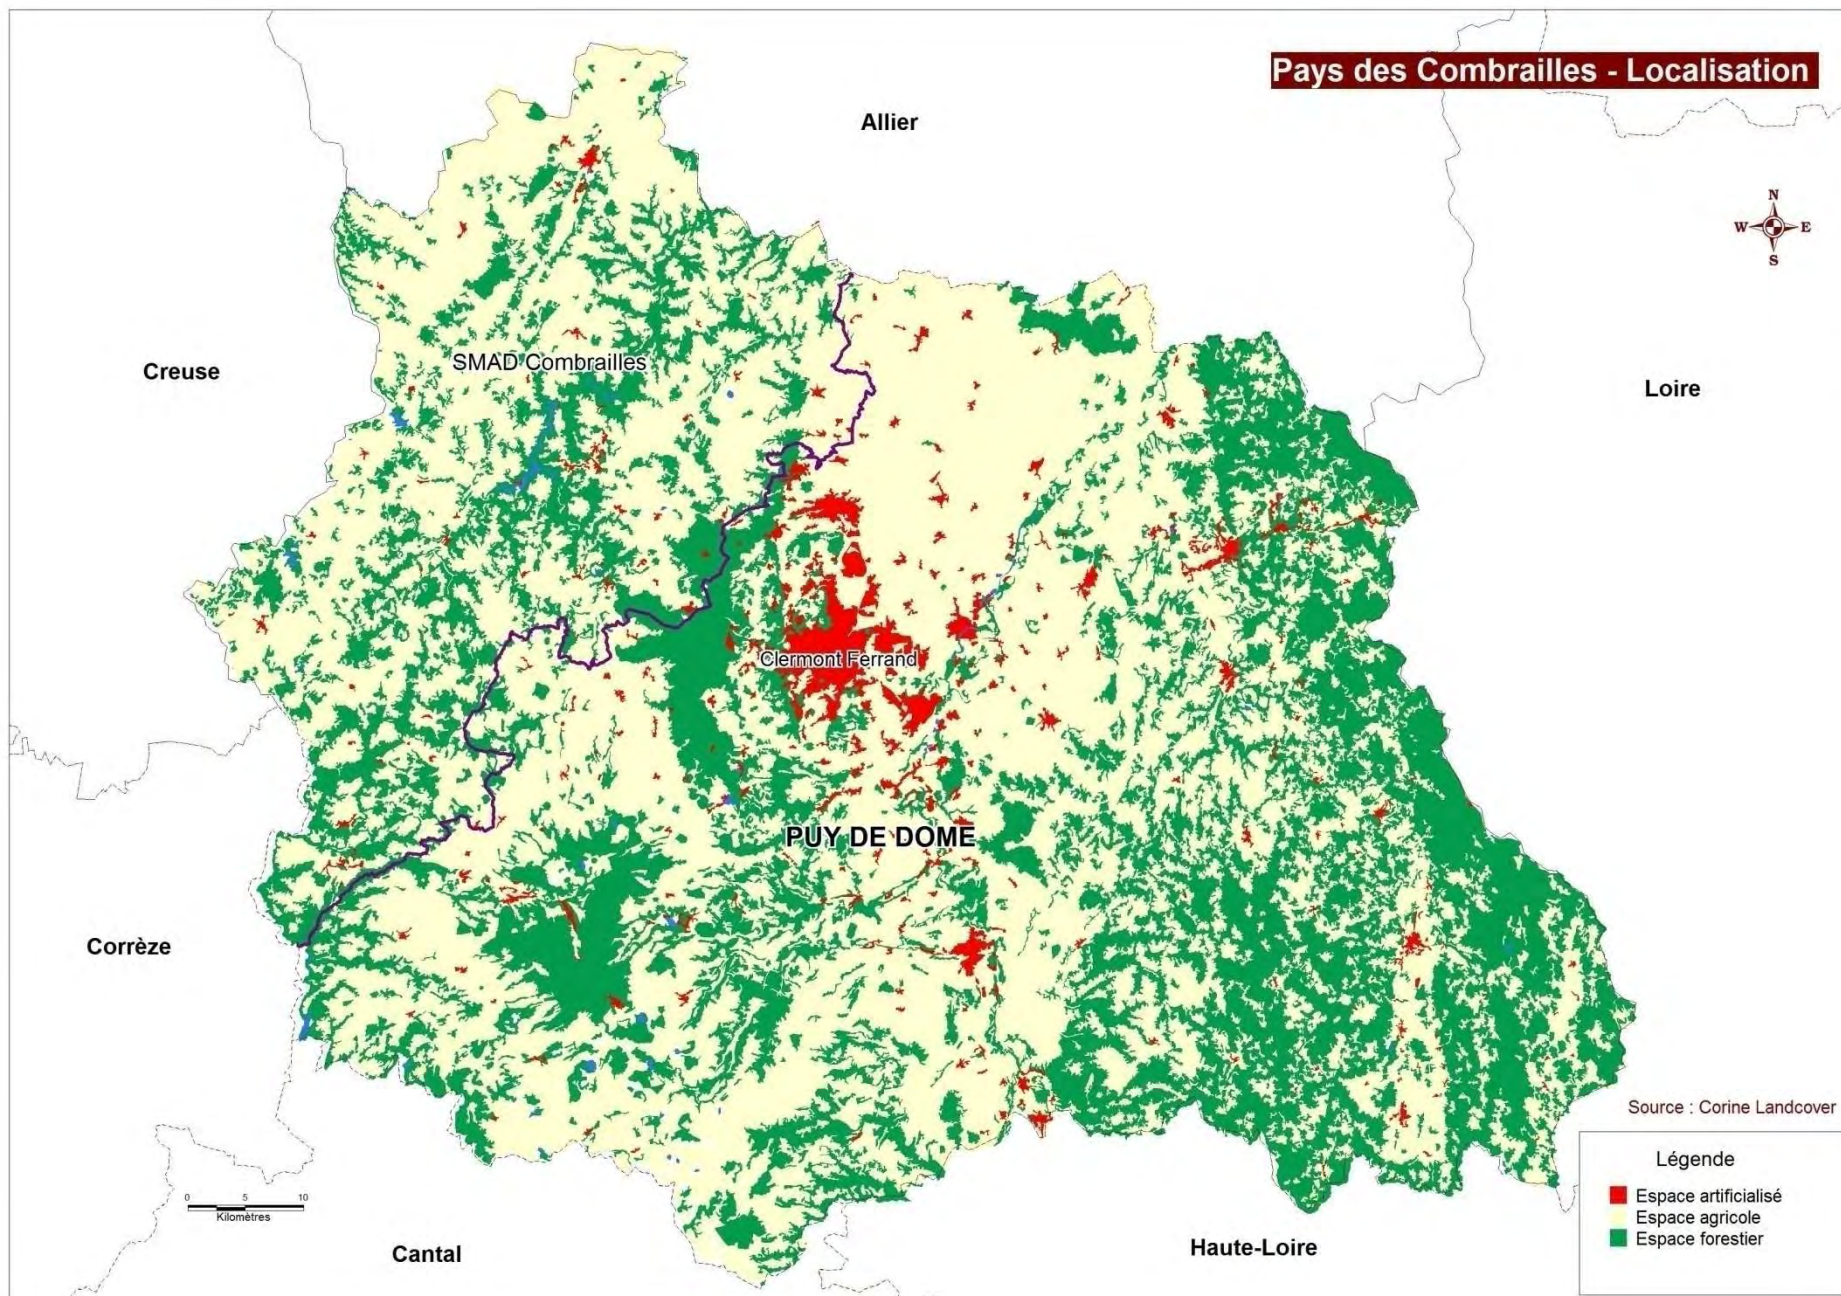 Pays des Combrailles - Localisation
Allier
N
W E
S
SMAD Combrailles
Creuse
Loire
Clermont Ferrand
PUY DE DOME
Corrèze
Source : Corine Landcover
Légende
Espace artificialisé
Espace agricole
Espace forestier
0 5 10
Kilomètres
Cantal
Haute-Loire